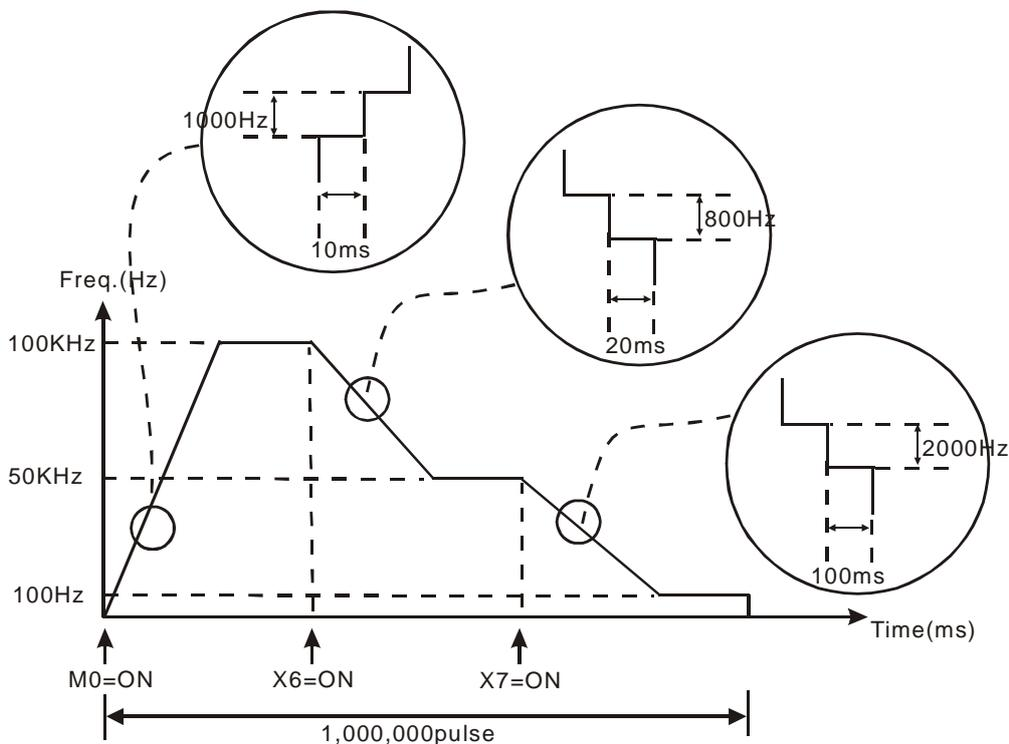 1000Hz
10ms
800Hz
20ms
Freq.(Hz)
100KHz
2000Hz
50KHz
100ms
100Hz
Time(ms)
M0=ON
X6=ON
X7=ON
1,000,000pulse